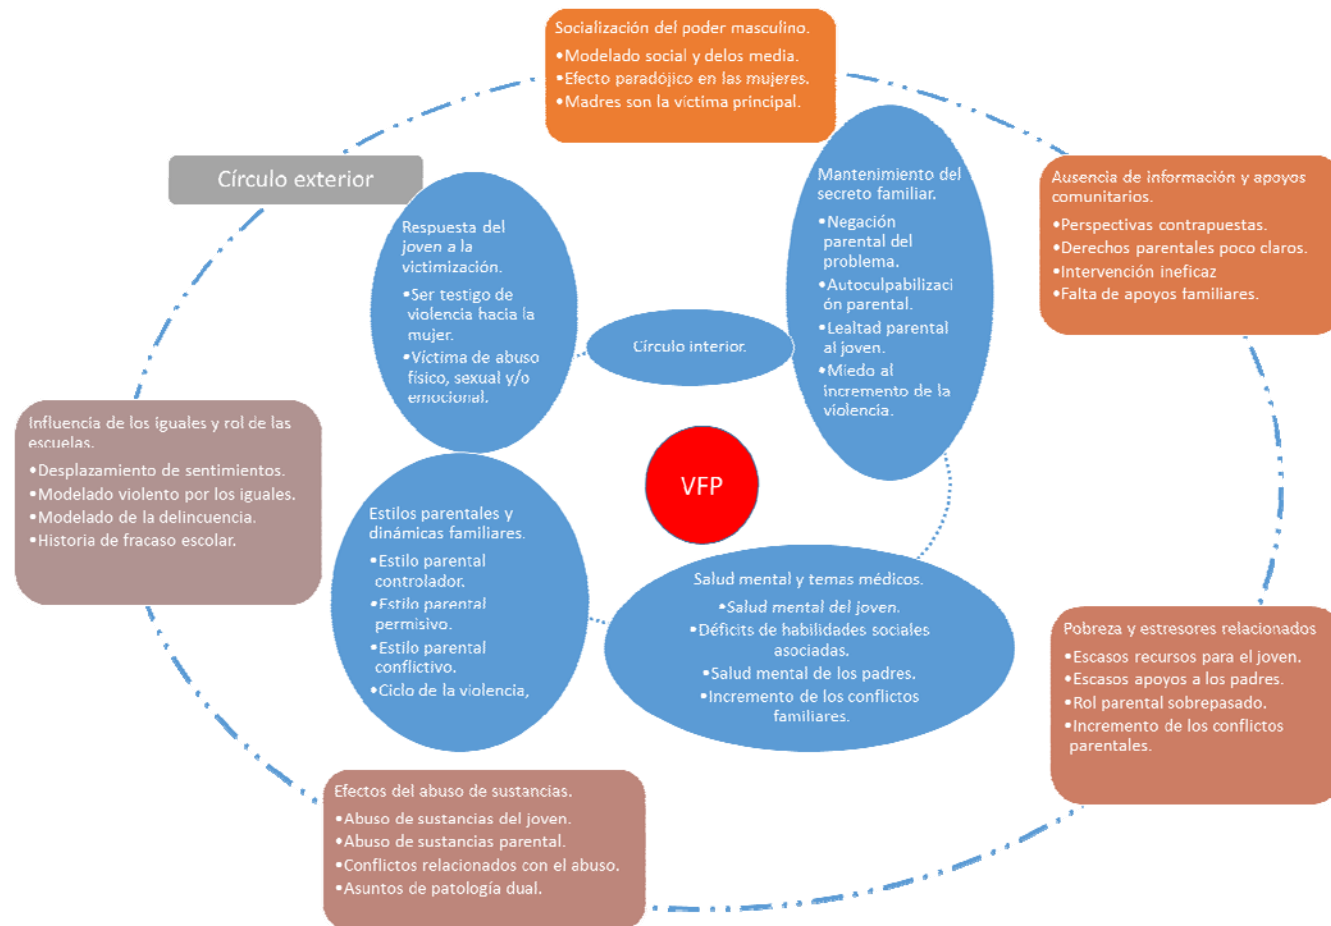 Socialización del poder masculino.
•Modelado social y delos media.
•Efecto paradójico en las mujeres.
•Madres son la víctima principal.
Círculo exterior
Mantenimiento del
secreto familiar.
•Negación
parental del
problema.
•Autoculpabilizaci
ón parental.
•Lealtad parental
al joven.
•Miedo al
incremento de la
violencia.
Ausencia de información y apoyos
comunitarios.
•Perspectivas contrapuestas.
•Derechos parentales poco claros.
•Intervención ineficaz
•Falta de apoyos familiares.
Respuesta del
joven a la
victimización.
•Ser testigo de
violencia hacia la
mujer.
•Víctima de abuso
físico, sexual y/o
emocional.
Círculo interior.
Influencia de los iguales y rol de las
escuelas.
•Desplazamiento de sentimientos.
•Modelado violento por los iguales.
•Modelado de la delincuencia.
•Historia de fracaso escolar.
VFP
Estilos parentales y
dinámicas familiares.
•Estilo parental
controlador.
•Estilo parental
permisivo.
•Estilo parental
conflictivo.
•Ciclo de la violencia,
Salud mental y temas médicos.
•Salud mental del joven.
•Déficits de habilidades sociales
asociadas.
•Salud mental de los padres.
•Incremento de los conflictos
familiares.
Pobreza y estresores relacionados
•Escasos recursos para el joven.
•Escasos apoyos a los padres.
•Rol parental sobrepasado.
•Incremento de los conflictos
parentales.
Efectos del abuso de sustancias.
•Abuso de sustancias del joven.
•Abuso de sustancias parental.
•Conflictos relacionados con el abuso.
•Asuntos de patología dual.